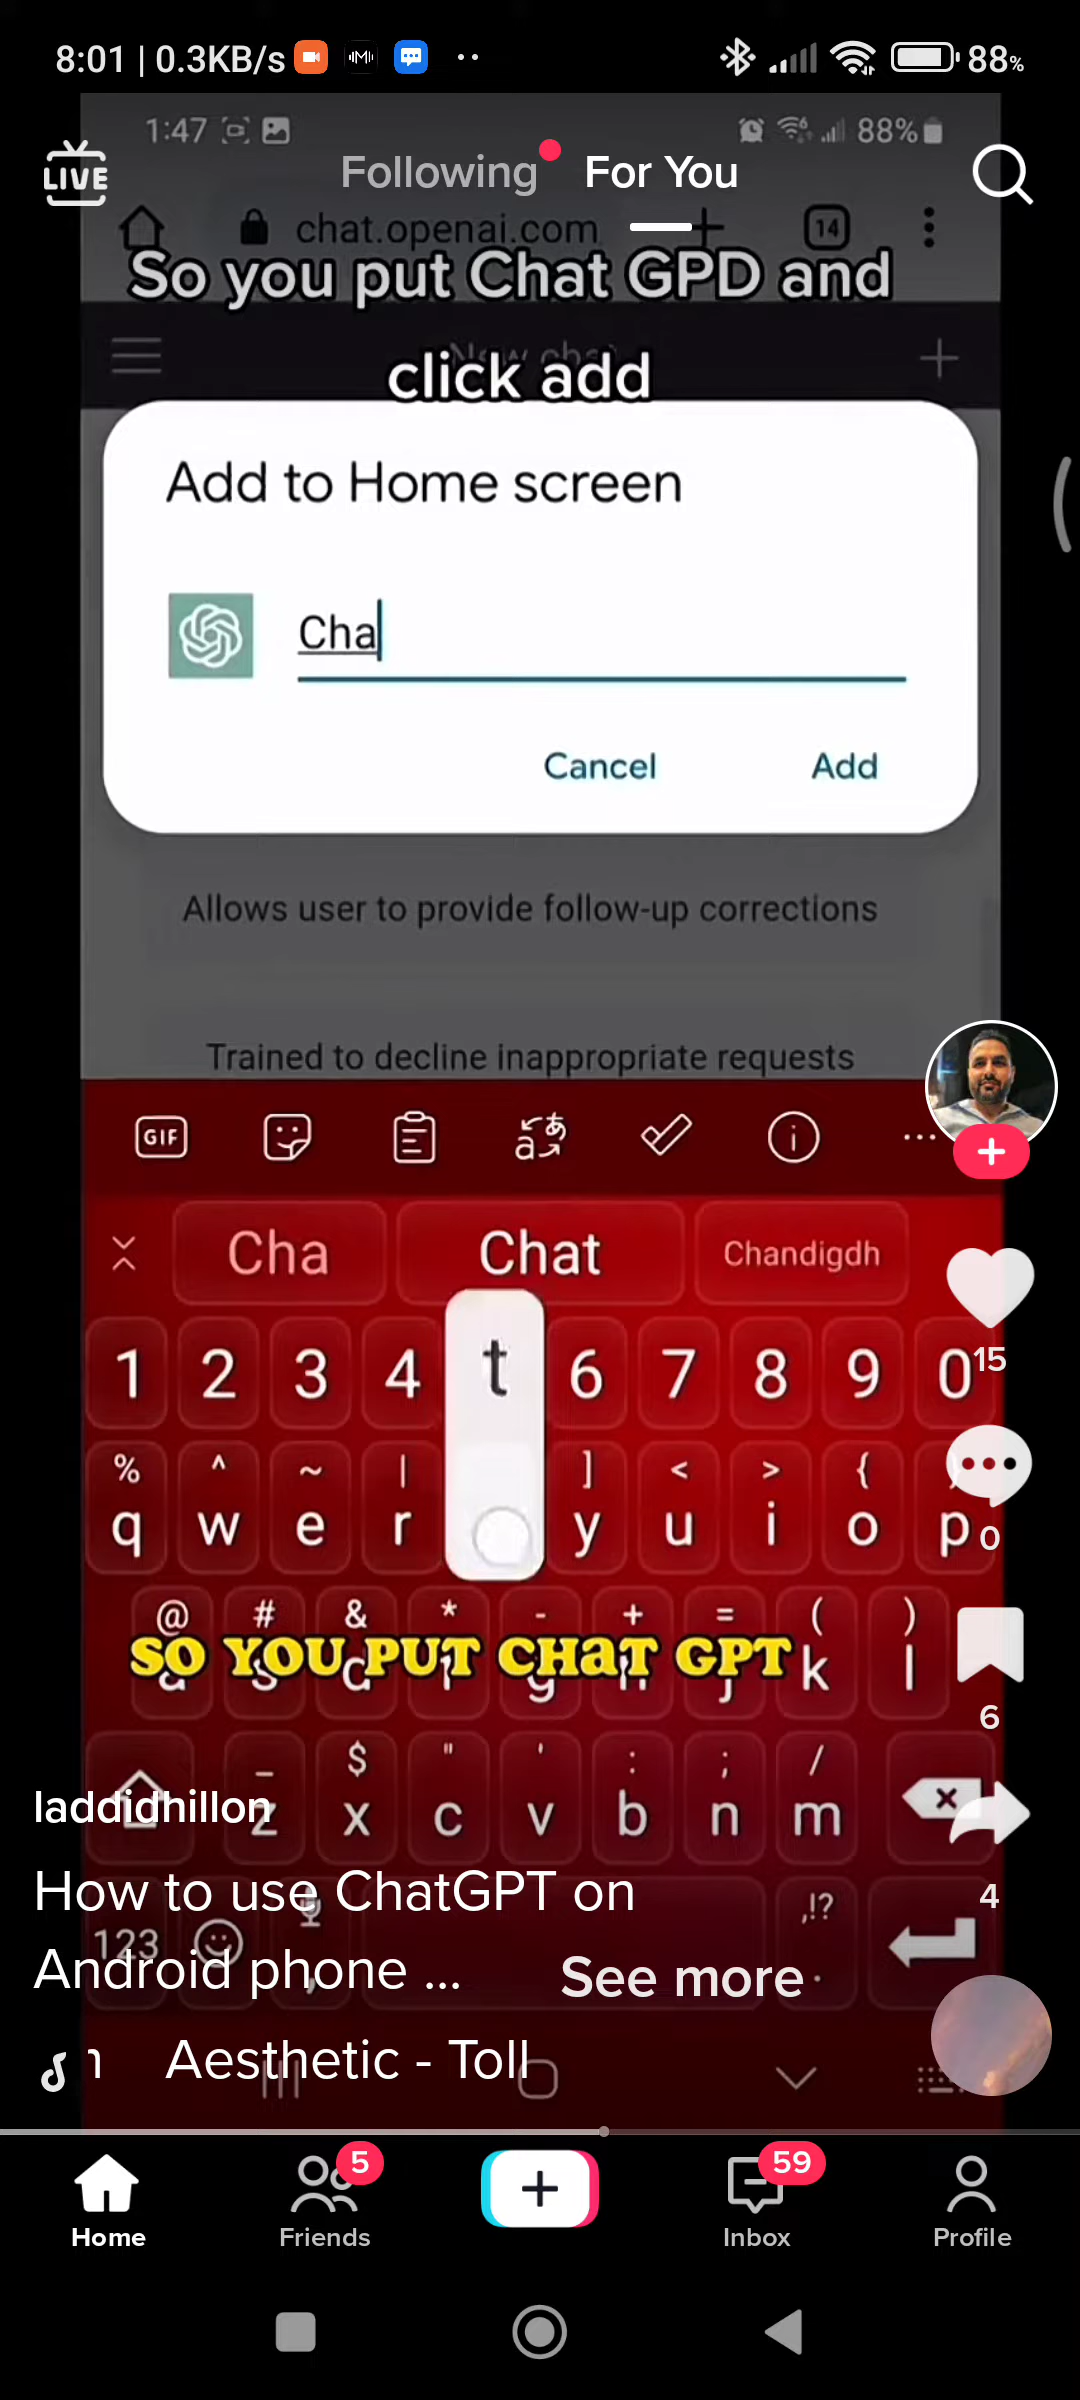 8:01 | 0.3KB/s 88%
1:47 88%
LIVE Following For You
chat.openai.com 14
So you put Chat GPD and
New chat
click add
Add to Home screen
Cha
Cancel Add
Allows user to provide follow-up corrections
Trained to decline inappropriate requests
GIF
Cha Chat Chandigdh
1 2 3 4 t 6 7 8 9 0
15
% ^ ~ | ] < > {
q w e r y u i o p
0
@ # & * - + = ( )
SO YOU PUT CHAT GPT
k l
6
_ $ " ' : ; /
z x c v b n m
laddidhillon
4
How to use ChatGPT on
,!?
123
Android phone ... See more
Aesthetic - Toll
5 59
Home Friends Inbox Profile